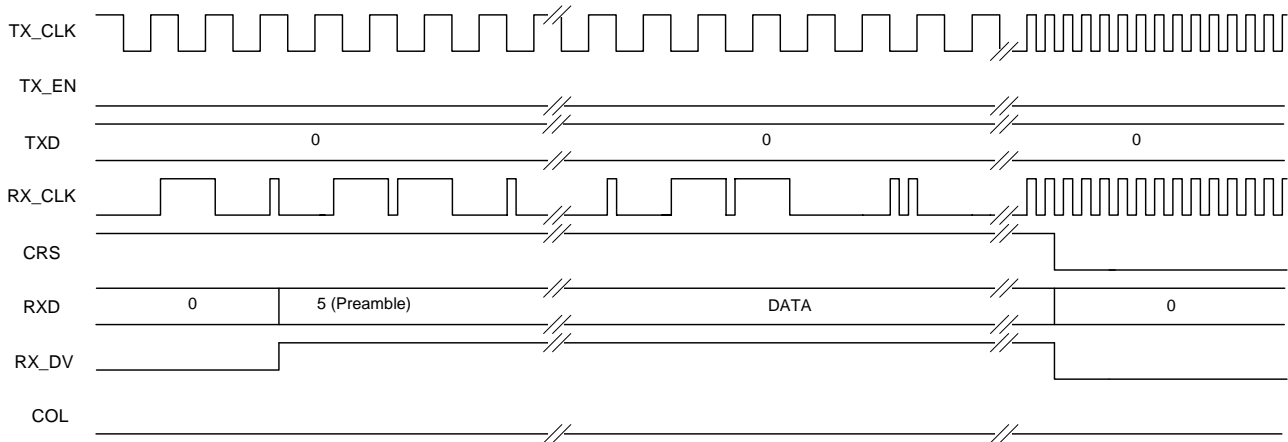 TX_CLK
TX_EN
TXD 0 0 0
RX_CLK
CRS
RXD 0 5 (Preamble) DATA 0
RX_DV
COL